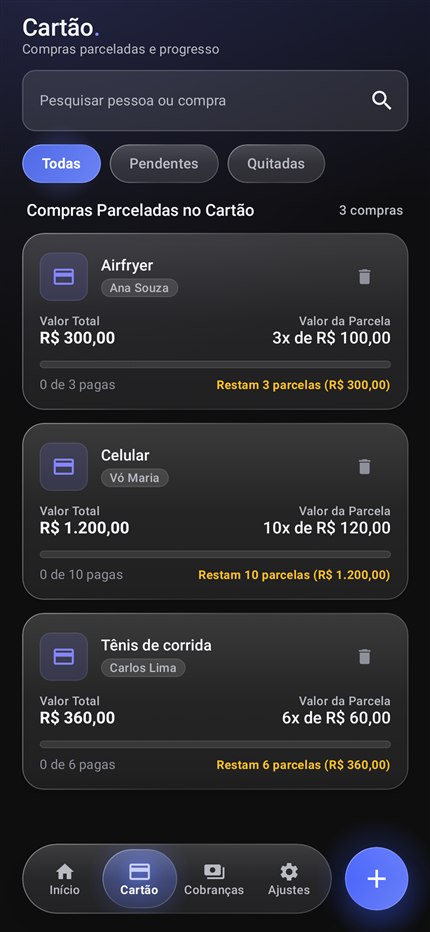 Cartão.
Compras parceladas e progresso
Pesquisar pessoa ou compra
Todas Pendentes Quitadas
Compras Parceladas no Cartão 3 compras
Airfryer
Ana Souza
Valor Total Valor da Parcela
R$ 300,00 3x de R$ 100,00
0 de 3 pagas Restam 3 parcelas (R$ 300,00)
Celular
Vó Maria
Valor Total Valor da Parcela
R$ 1.200,00 10x de R$ 120,00
0 de 10 pagas Restam 10 parcelas (R$ 1.200,00)
Tênis de corrida
Carlos Lima
Valor Total Valor da Parcela
R$ 360,00 6x de R$ 60,00
0 de 6 pagas Restam 6 parcelas (R$ 360,00)
Início Cartão Cobranças Ajustes